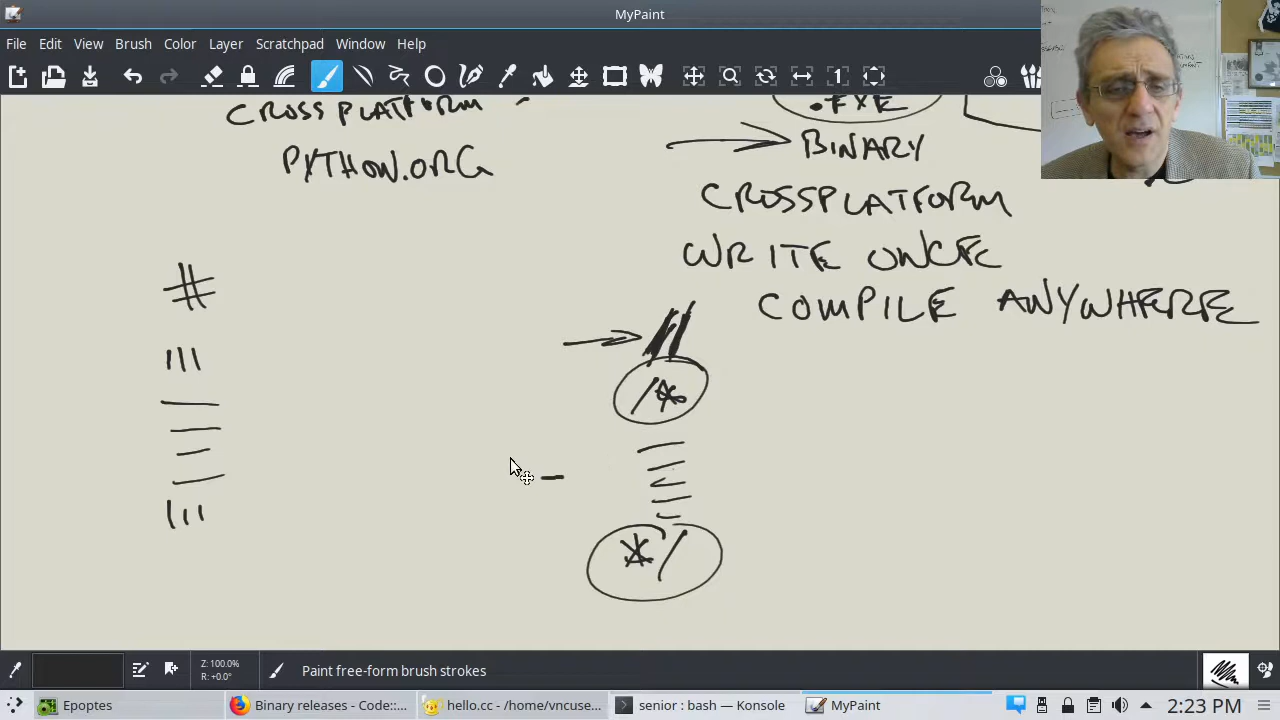 MyPaint
File Edit View Brush Color Layer Scratchpad Window Help
CROSS PLATFORM
PYTHON.ORG
.EXE
BINARY
CROSSPLATFORM
WRITE ONCE
COMPILE ANYWHERE
#
'''
'''
//
/*
*/
Z: 100.0%
R: +0.0°
Paint free-form brush strokes
Epoptes
Binary releases - Code::...
hello.cc - /home/vmc...
senior : bash — Konsole
MyPaint
2:23 PM